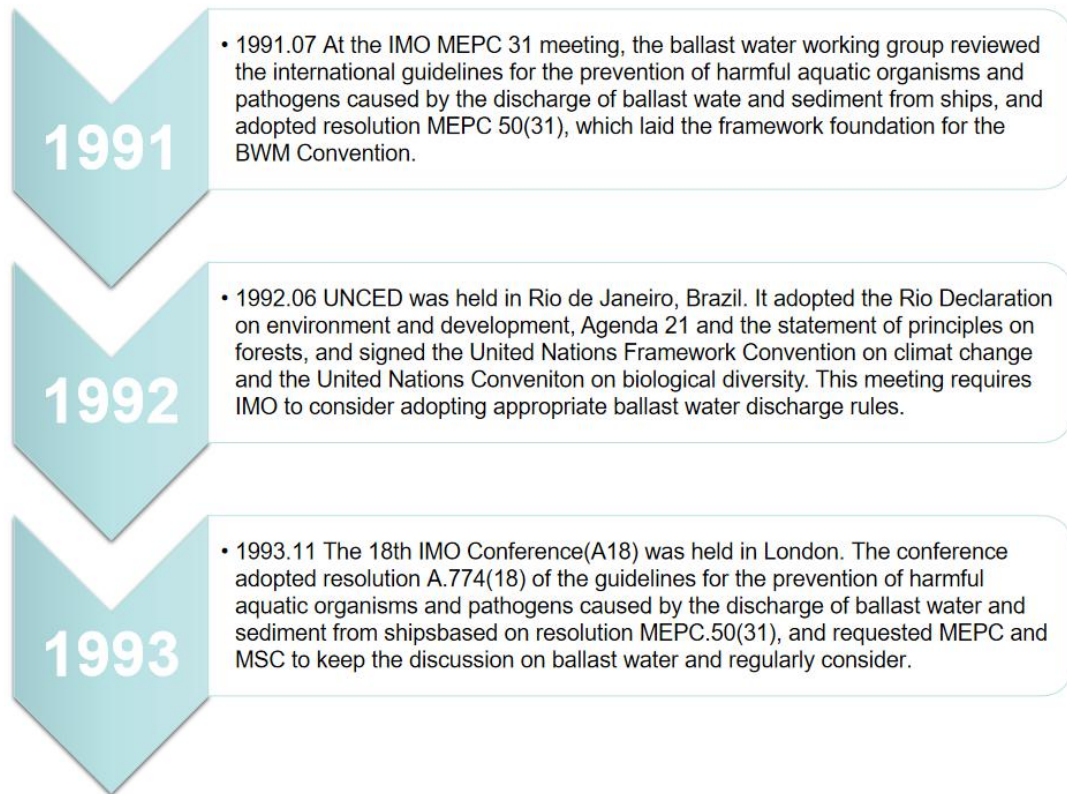 1991
• 1991.07 At the IMO MEPC 31 meeting, the ballast water working group reviewed
the international guidelines for the prevention of harmful aquatic organisms and
pathogens caused by the discharge of ballast wate and sediment from ships, and
adopted resolution MEPC 50(31), which laid the framework foundation for the
BWM Convention.
1992
• 1992.06 UNCED was held in Rio de Janeiro, Brazil. It adopted the Rio Declaration
on environment and development, Agenda 21 and the statement of principles on
forests, and signed the United Nations Framework Convention on climat change
and the United Nations Conveniton on biological diversity. This meeting requires
IMO to consider adopting appropriate ballast water discharge rules.
1993
• 1993.11 The 18th IMO Conference(A18) was held in London. The conference
adopted resolution A.774(18) of the guidelines for the prevention of harmful
aquatic organisms and pathogens caused by the discharge of ballast water and
sediment from shipsbased on resolution MEPC.50(31), and requested MEPC and
MSC to keep the discussion on ballast water and regularly consider.